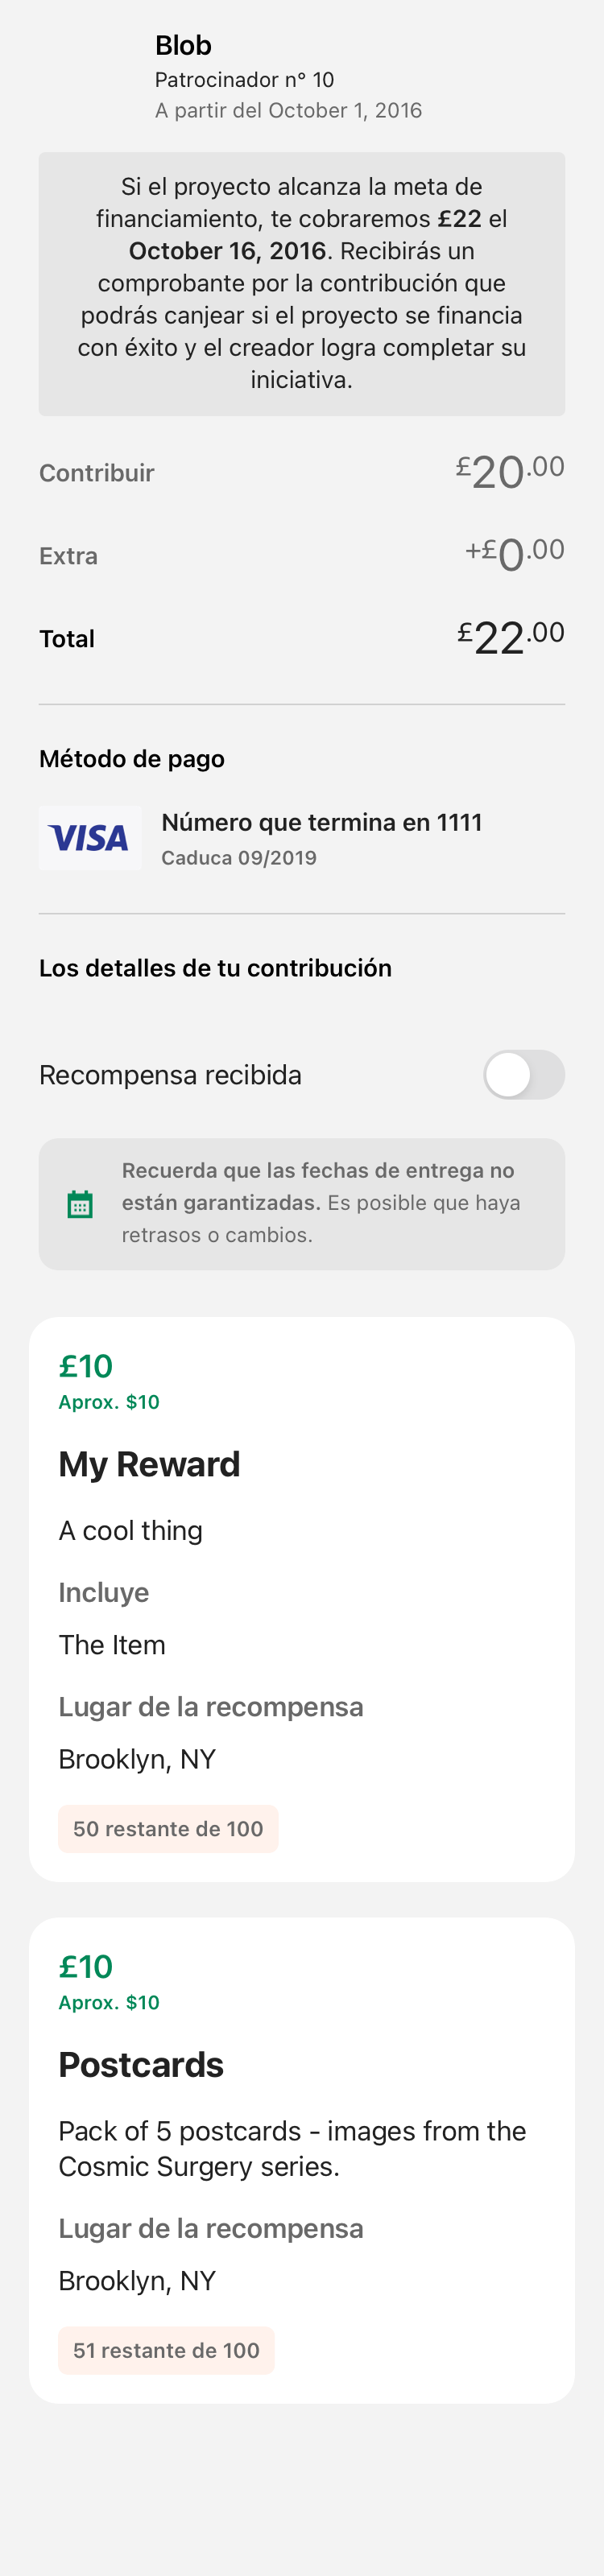 Blob
Patrocinador nº 10
A partir del October 1, 2016
Si el proyecto alcanza la meta de
financiamiento, te cobraremos £22 el
October 16, 2016. Recibirás un
comprobante por la contribución que
podrás canjear si el proyecto se financia
con éxito y el creador logra completar su
iniciativa.
Contribuir £20.00
Extra +£0.00
Total £22.00
Método de pago
VISA
Número que termina en 1111
Caduca 09/2019
Los detalles de tu contribución
Recompensa recibida
Recuerda que las fechas de entrega no
están garantizadas. Es posible que haya
retrasos o cambios.
£10
Aprox. $10
My Reward
A cool thing
Incluye
The Item
Lugar de la recompensa
Brooklyn, NY
50 restante de 100
£10
Aprox. $10
Postcards
Pack of 5 postcards - images from the
Cosmic Surgery series.
Lugar de la recompensa
Brooklyn, NY
51 restante de 100